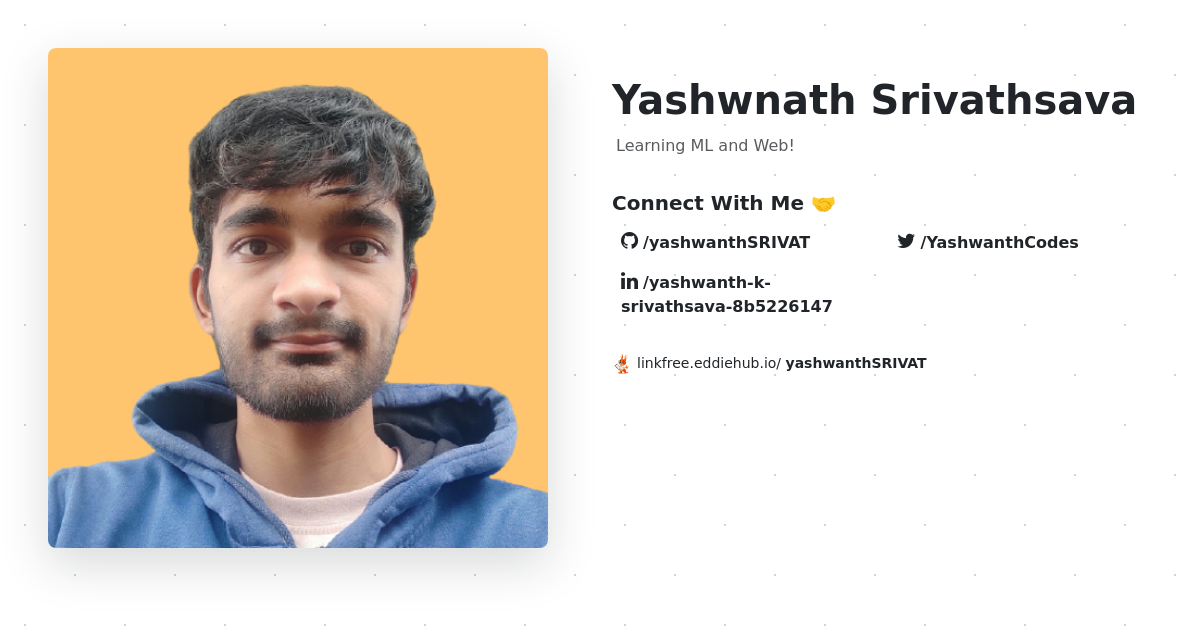 Yashwnath Srivathsava
Learning ML and Web!
Connect With Me 🤝
/yashwanthSRIVAT
/YashwanthCodes
/yashwanth-k-
srivathsava-8b5226147
linkfree.eddiehub.io/ yashwanthSRIVAT